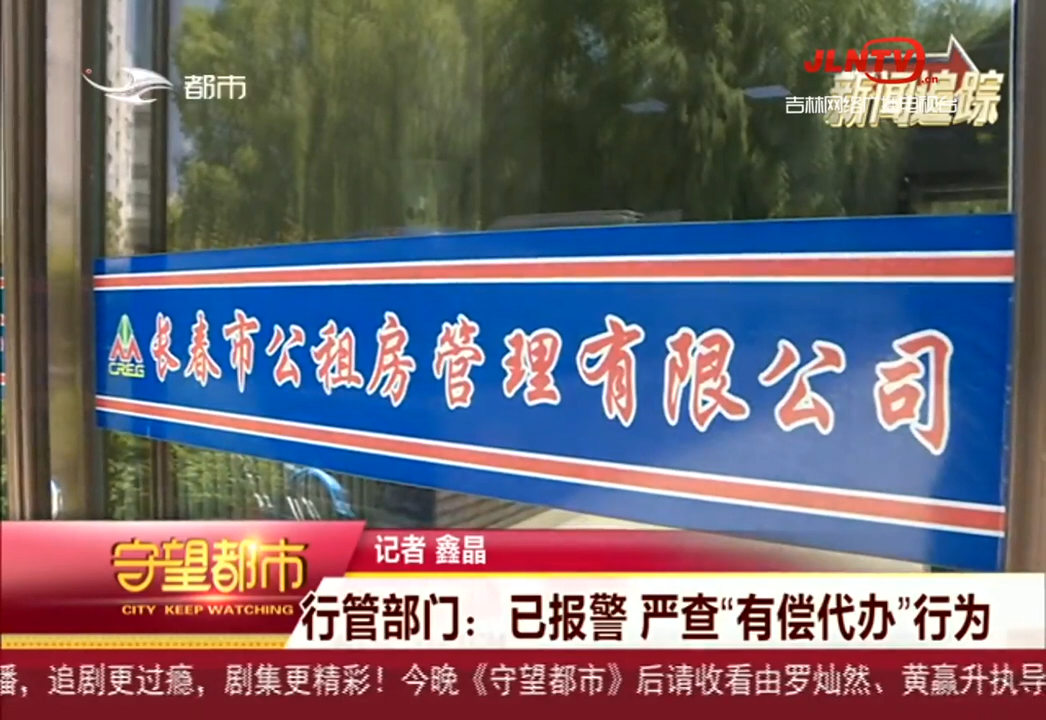 都市
JLNTV.cn
吉林网络广播电视台
新闻追踪
CREG
长春市公租房管理有限公司
记者 鑫晶
守望都市
CITY KEEP WATCHING
行管部门：已报警 严查“有偿代办”行为
播，追剧更过瘾，剧集更精彩！今晚《守望都市》后请收看由罗灿然、黄赢升执导